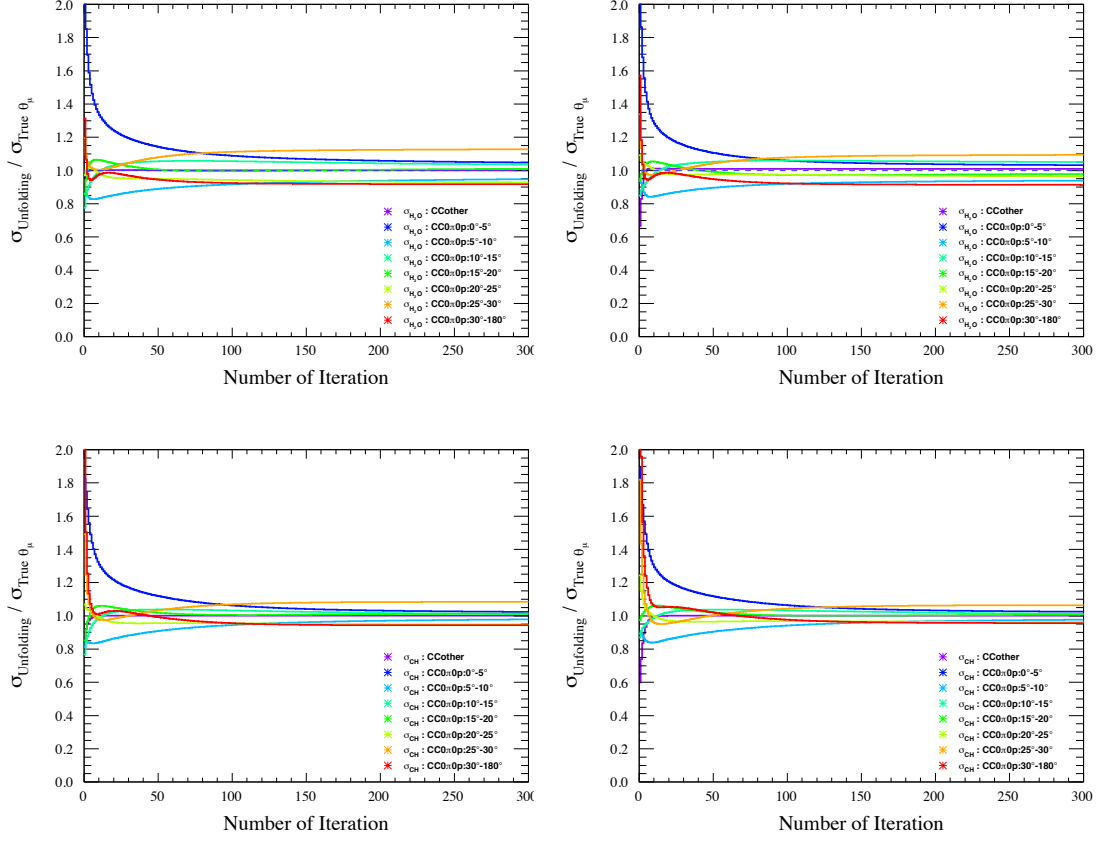 2.0
1.8
1.6
1.4
1.2
1.0
0.8
0.6
0.4
0.2
0.0
σUnfolding / σTrue θμ
σH2O : CCother
σH2O : CC0π0p:0°-5°
σH2O : CC0π0p:5°-10°
σH2O : CC0π0p:10°-15°
σH2O : CC0π0p:15°-20°
σH2O : CC0π0p:20°-25°
σH2O : CC0π0p:25°-30°
σH2O : CC0π0p:30°-180°
0 50 100 150 200 250 300
Number of Iteration
2.0
1.8
1.6
1.4
1.2
1.0
0.8
0.6
0.4
0.2
0.0
σUnfolding / σTrue θμ
σH2O : CCother
σH2O : CC0π0p:0°-5°
σH2O : CC0π0p:5°-10°
σH2O : CC0π0p:10°-15°
σH2O : CC0π0p:15°-20°
σH2O : CC0π0p:20°-25°
σH2O : CC0π0p:25°-30°
σH2O : CC0π0p:30°-180°
0 50 100 150 200 250 300
Number of Iteration
2.0
1.8
1.6
1.4
1.2
1.0
0.8
0.6
0.4
0.2
0.0
σUnfolding / σTrue θμ
σCH : CCother
σCH : CC0π0p:0°-5°
σCH : CC0π0p:5°-10°
σCH : CC0π0p:10°-15°
σCH : CC0π0p:15°-20°
σCH : CC0π0p:20°-25°
σCH : CC0π0p:25°-30°
σCH : CC0π0p:30°-180°
0 50 100 150 200 250 300
Number of Iteration
2.0
1.8
1.6
1.4
1.2
1.0
0.8
0.6
0.4
0.2
0.0
σUnfolding / σTrue θμ
σCH : CCother
σCH : CC0π0p:0°-5°
σCH : CC0π0p:5°-10°
σCH : CC0π0p:10°-15°
σCH : CC0π0p:15°-20°
σCH : CC0π0p:20°-25°
σCH : CC0π0p:25°-30°
σCH : CC0π0p:30°-180°
0 50 100 150 200 250 300
Number of Iteration